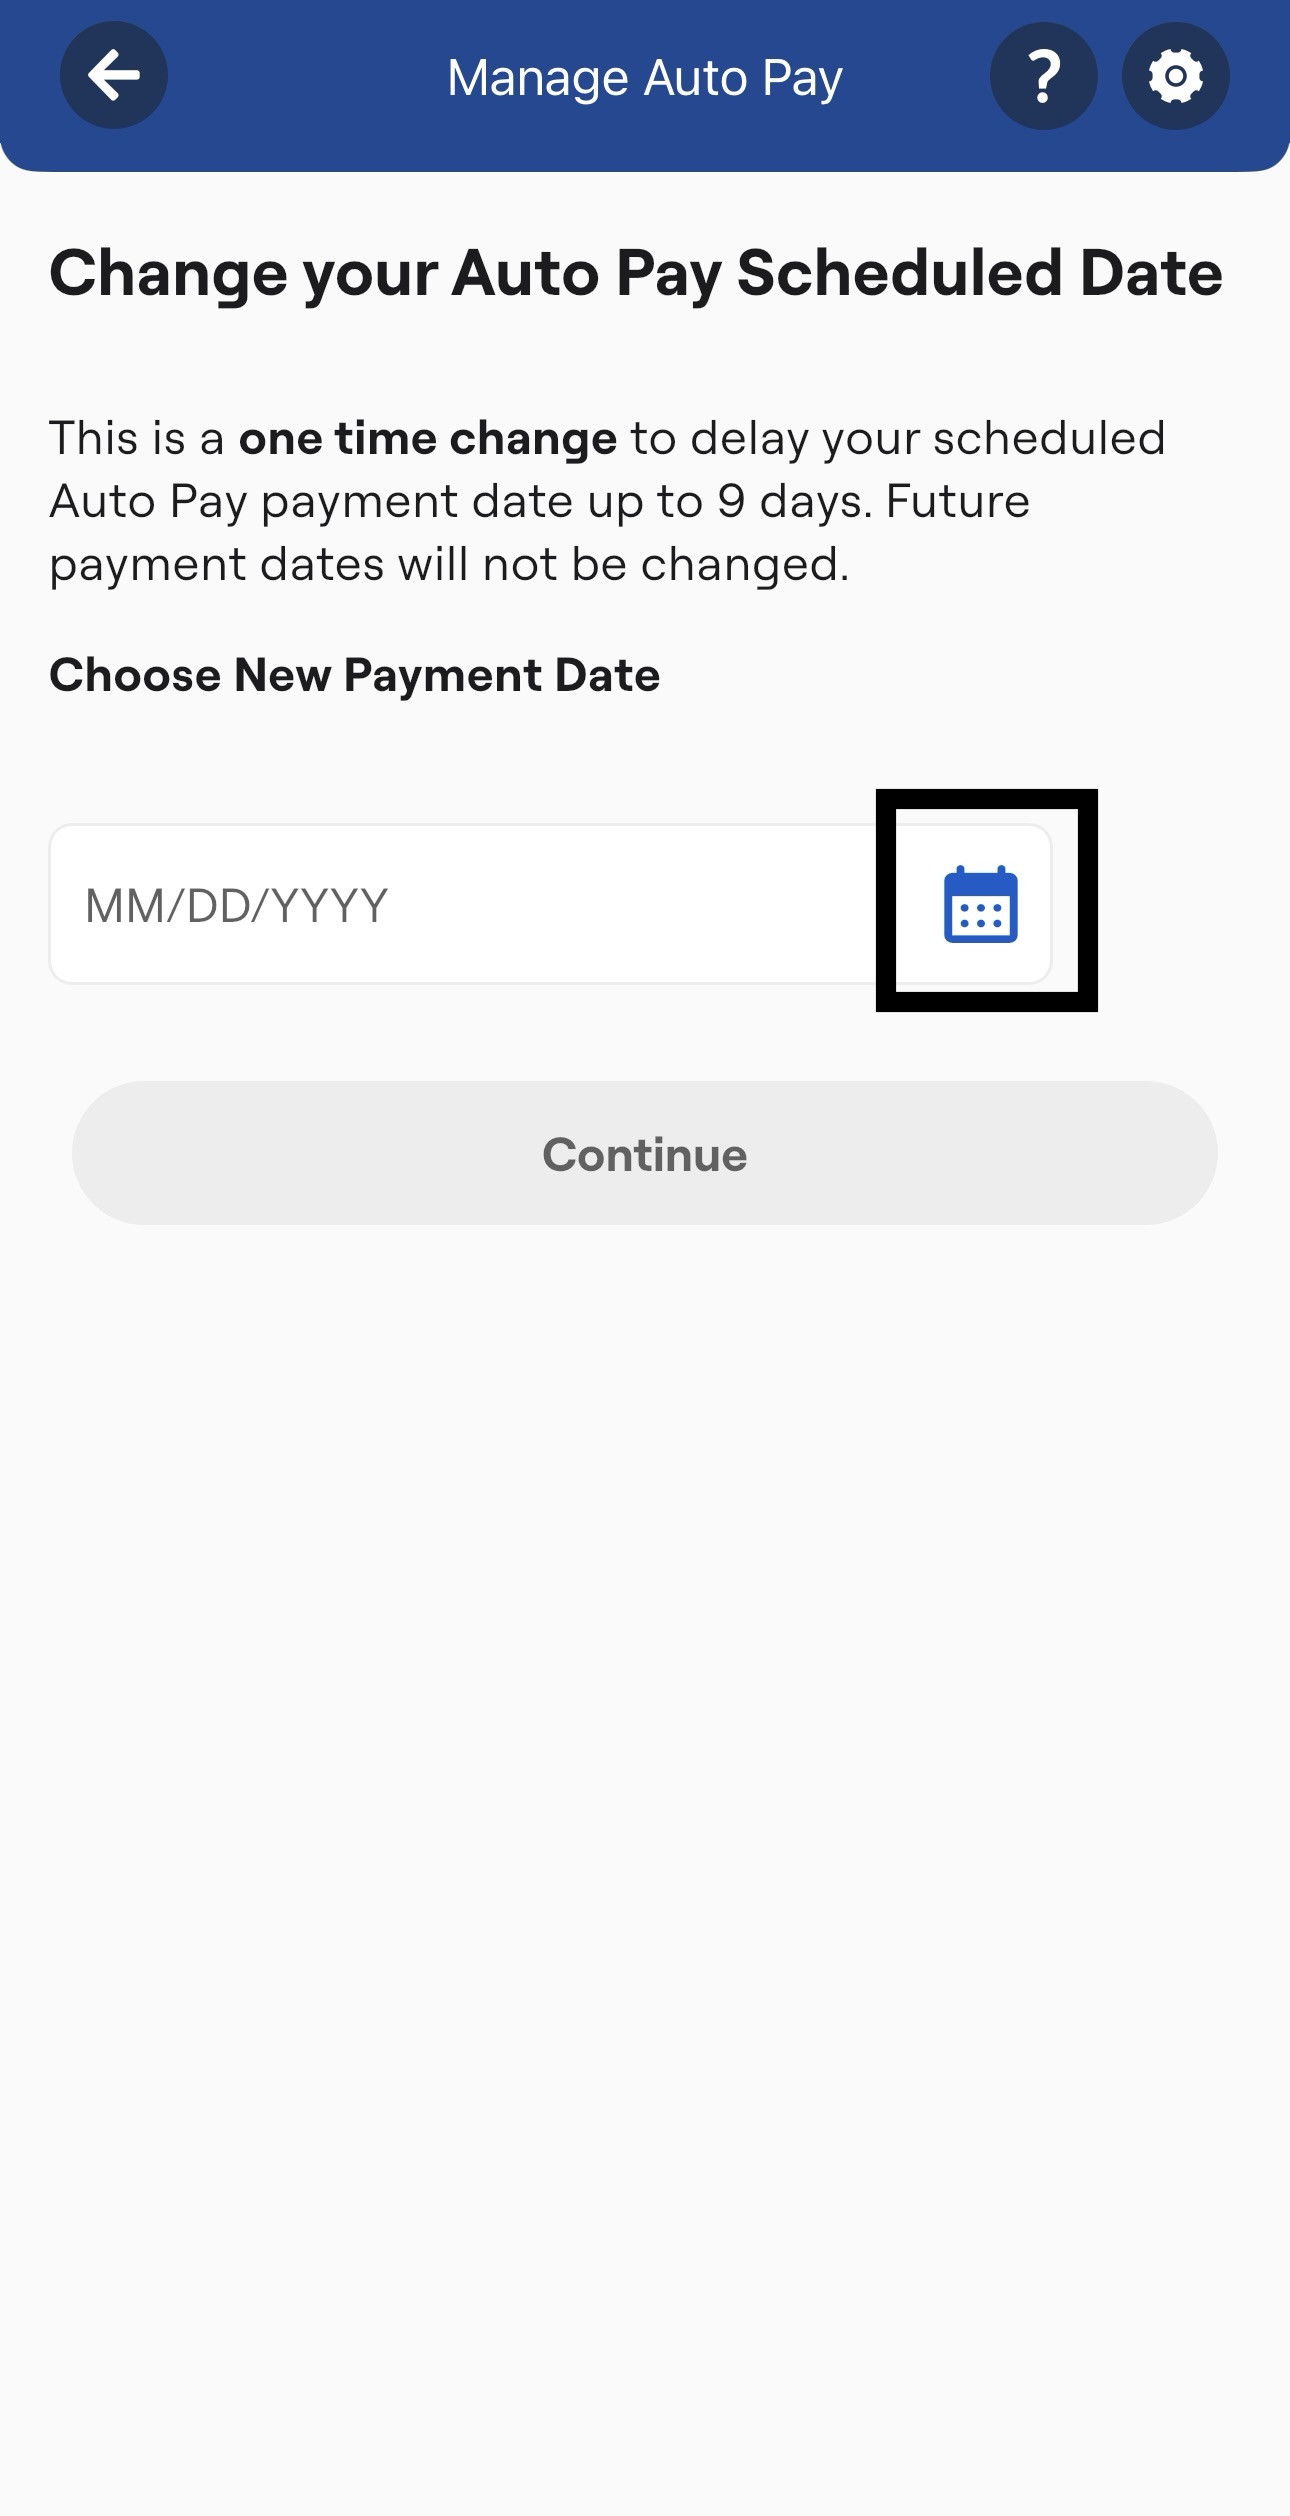 Manage Auto Pay
?
Change your Auto Pay Scheduled Date
This is a one time change to delay your scheduled
Auto Pay payment date up to 9 days. Future
payment dates will not be changed.
Choose New Payment Date
MM/DD/YYYY
Continue